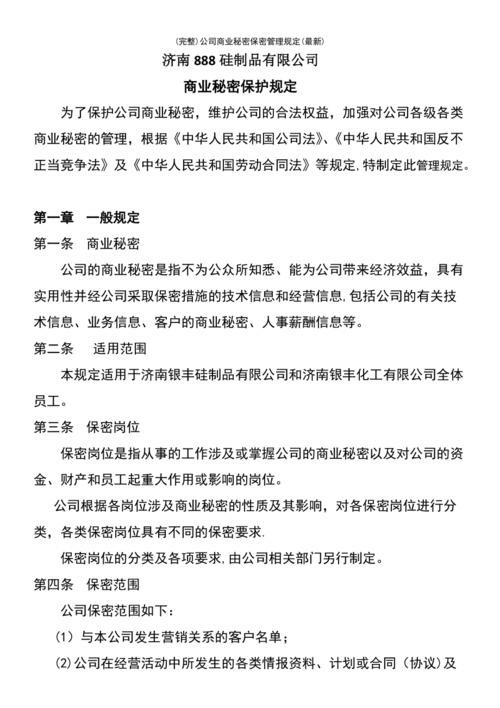 (完整)公司商业秘密保密管理规定(最新)
济南 888 硅制品有限公司
商业秘密保护规定
为了保护公司商业秘密，维护公司的合法权益，加强对公司各级各类
商业秘密的管理，根据《中华人民共和国公司法》、《中华人民共和国反不
正当竞争法》及《中华人民共和国劳动合同法》等规定,特制定此管理规定。
第一章 一般规定
第一条 商业秘密
公司的商业秘密是指不为公众所知悉、能为公司带来经济效益，具有
实用性并经公司采取保密措施的技术信息和经营信息,包括公司的有关技
术信息、业务信息、客户的商业秘密、人事薪酬信息等。
第二条 适用范围
本规定适用于济南银丰硅制品有限公司和济南银丰化工有限公司全体
员工。
第三条 保密岗位
保密岗位是指从事的工作涉及或掌握公司的商业秘密以及对公司的资
金、财产和员工起重大作用或影响的岗位。
公司根据各岗位涉及商业秘密的性质及其影响，对各保密岗位进行分
类，各类保密岗位具有不同的保密要求.
保密岗位的分类及各项要求,由公司相关部门另行制定。
第四条 保密范围
公司保密范围如下：
(1）与本公司发生营销关系的客户名单；
(2)公司在经营活动中所发生的各类情报资料、计划或合同（协议)及